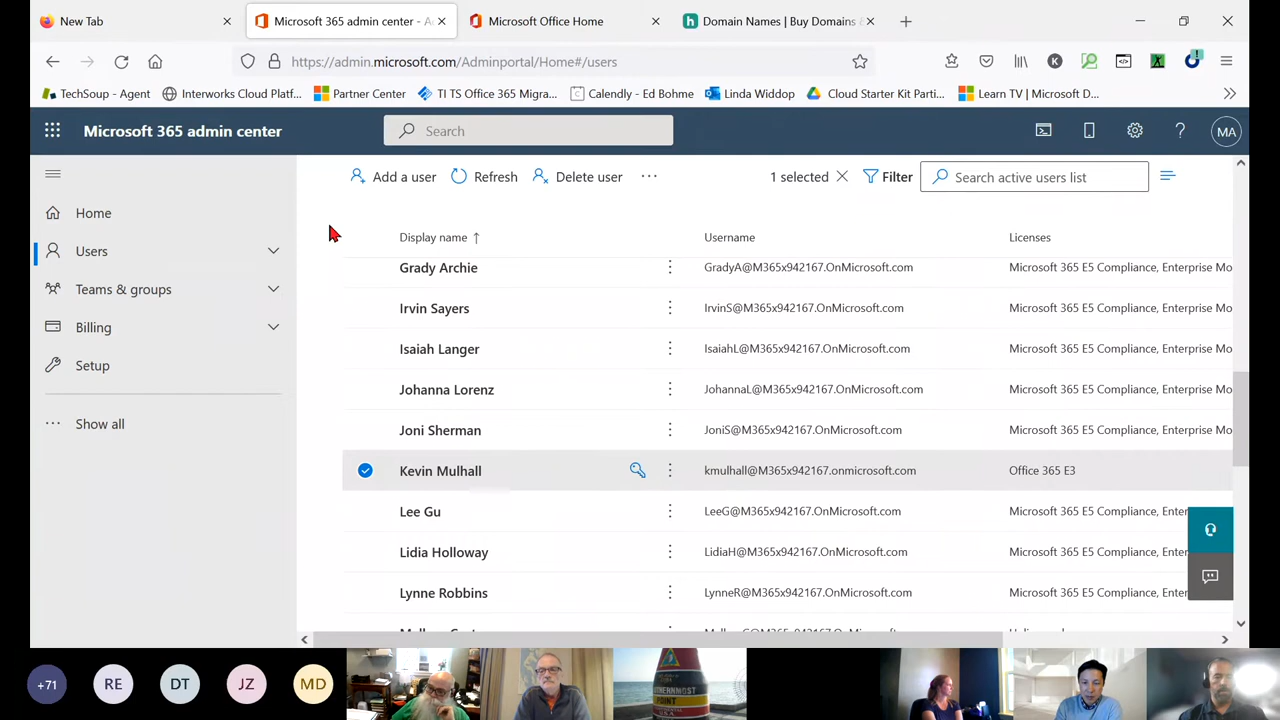 New Tab
Microsoft 365 admin center - A
Microsoft Office Home
Domain Names | Buy Domains &
https://admin.microsoft.com/Adminportal/Home#/users
TechSoup - Agent
Interworks Cloud Platf...
Partner Center
TI TS Office 365 Migra...
Calendly - Ed Bohme
Linda Widdop
Cloud Starter Kit Parti...
Learn TV | Microsoft D...
Microsoft 365 admin center
Search
MA
Home
Users
Teams & groups
Billing
Setup
Show all
Add a user
Refresh
Delete user
1 selected
Filter
Search active users list
Display name ↑ Username Licenses
Grady Archie GradyA@M365x942167.OnMicrosoft.com Microsoft 365 E5 Compliance, Enterprise Mo
Irvin Sayers IrvinS@M365x942167.OnMicrosoft.com Microsoft 365 E5 Compliance, Enterprise Mo
Isaiah Langer IsaiahL@M365x942167.OnMicrosoft.com Microsoft 365 E5 Compliance, Enterprise Mo
Johanna Lorenz JohannaL@M365x942167.OnMicrosoft.com Microsoft 365 E5 Compliance, Enterprise Mo
Joni Sherman JoniS@M365x942167.OnMicrosoft.com Microsoft 365 E5 Compliance, Enterprise Mo
Kevin Mulhall kmulhall@M365x942167.onmicrosoft.com Office 365 E3
Lee Gu LeeG@M365x942167.OnMicrosoft.com Microsoft 365 E5 Compliance, Enter
Lidia Holloway LidiaH@M365x942167.OnMicrosoft.com Microsoft 365 E5 Compliance, Enter
Lynne Robbins LynneR@M365x942167.OnMicrosoft.com Microsoft 365 E5 Compliance, Enter
+71
RE
DT
JZ
MD
SOUTHERNMOST
POINT